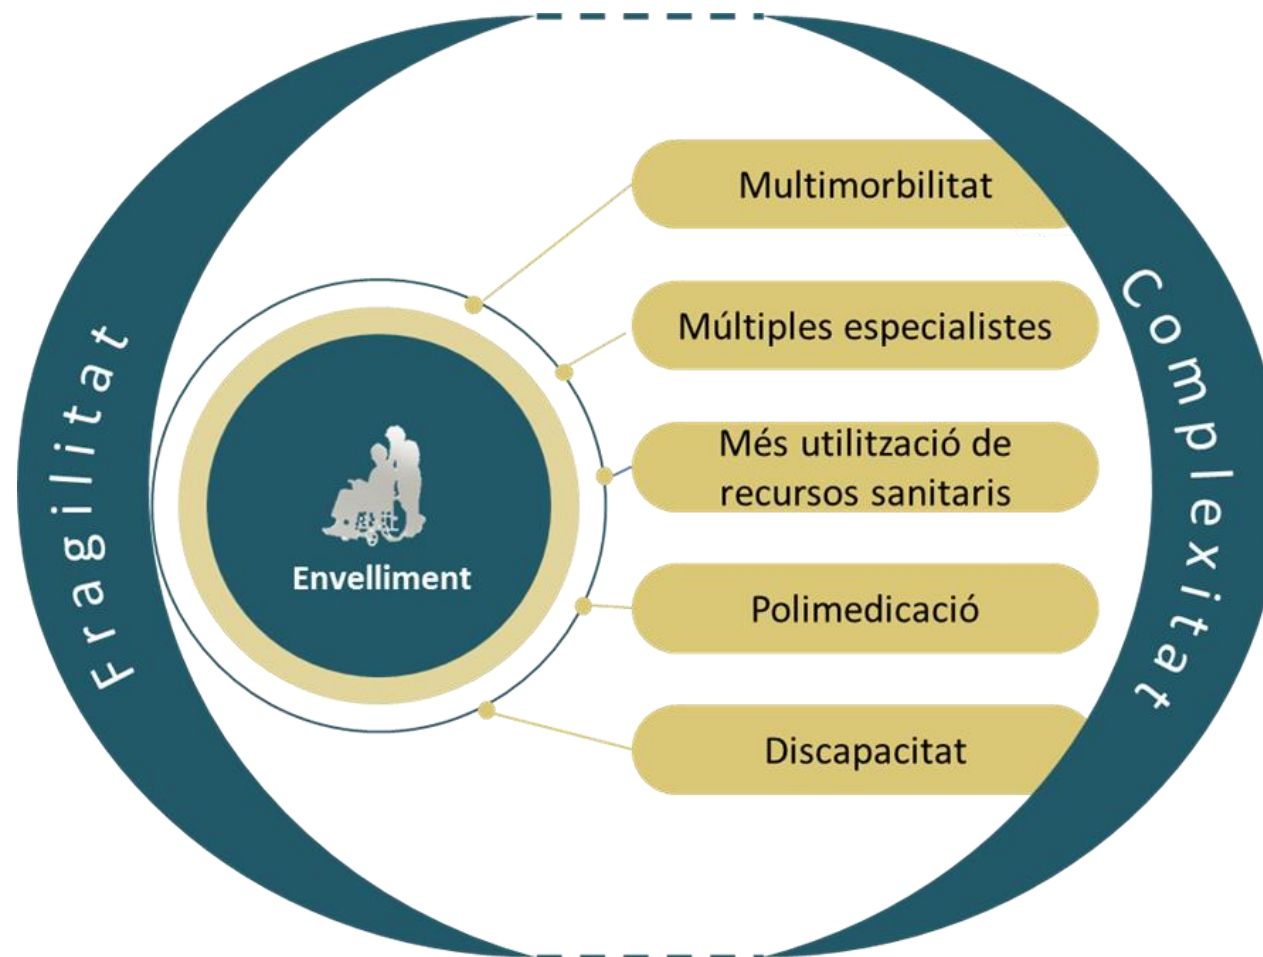 Fragilitat
Envelliment
Multimorbilitat
Múltiples especialistes
Més utilització de
recursos sanitaris
Polimedicació
Discapacitat
Complexitat